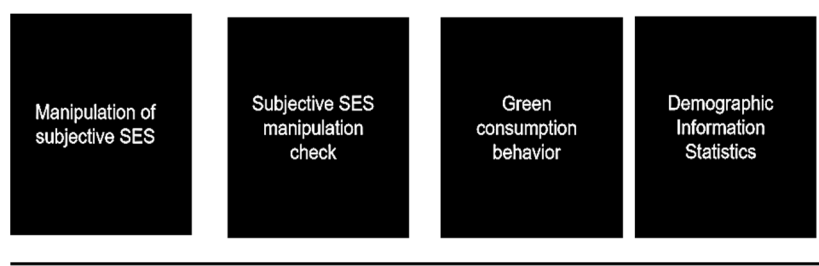 Manipulation of
subjective SES
Subjective SES
manipulation
check
Green
consumption
behavior
Demographic
Information
Statistics